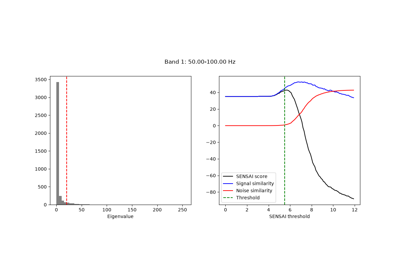 Band 1: 50.00-100.00 Hz
3500
3000
2500
2000
1500
1000
500
0
0 50 100 150 200 250
Eigenvalue
40
20
0
−20
−40
−60
−80
SENSAI score
Signal similarity
Noise similarity
Threshold
0 2 4 6 8 10 12
SENSAI threshold